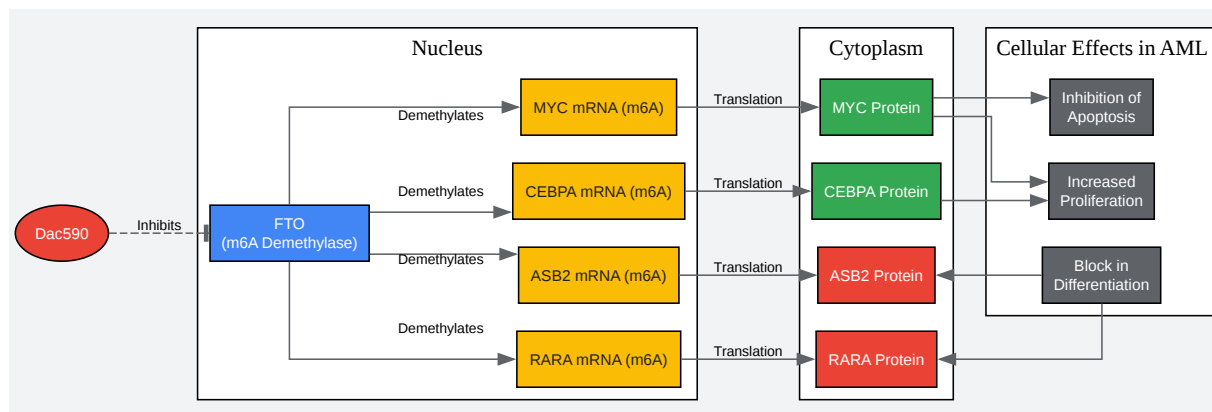 Nucleus
Cytoplasm
Cellular Effects in AML
MYC mRNA (m6A)
Demethylates
Translation
MYC Protein
Inhibition of
Apoptosis
Demethylates
CEBPA mRNA (m6A)
Translation
CEBPA Protein
Increased
Proliferation
Dac590
Inhibits
FTO
(m6A Demethylase)
Demethylates
ASB2 mRNA (m6A)
Translation
ASB2 Protein
Block in
Differentiation
Demethylates
RARA mRNA (m6A)
Translation
RARA Protein